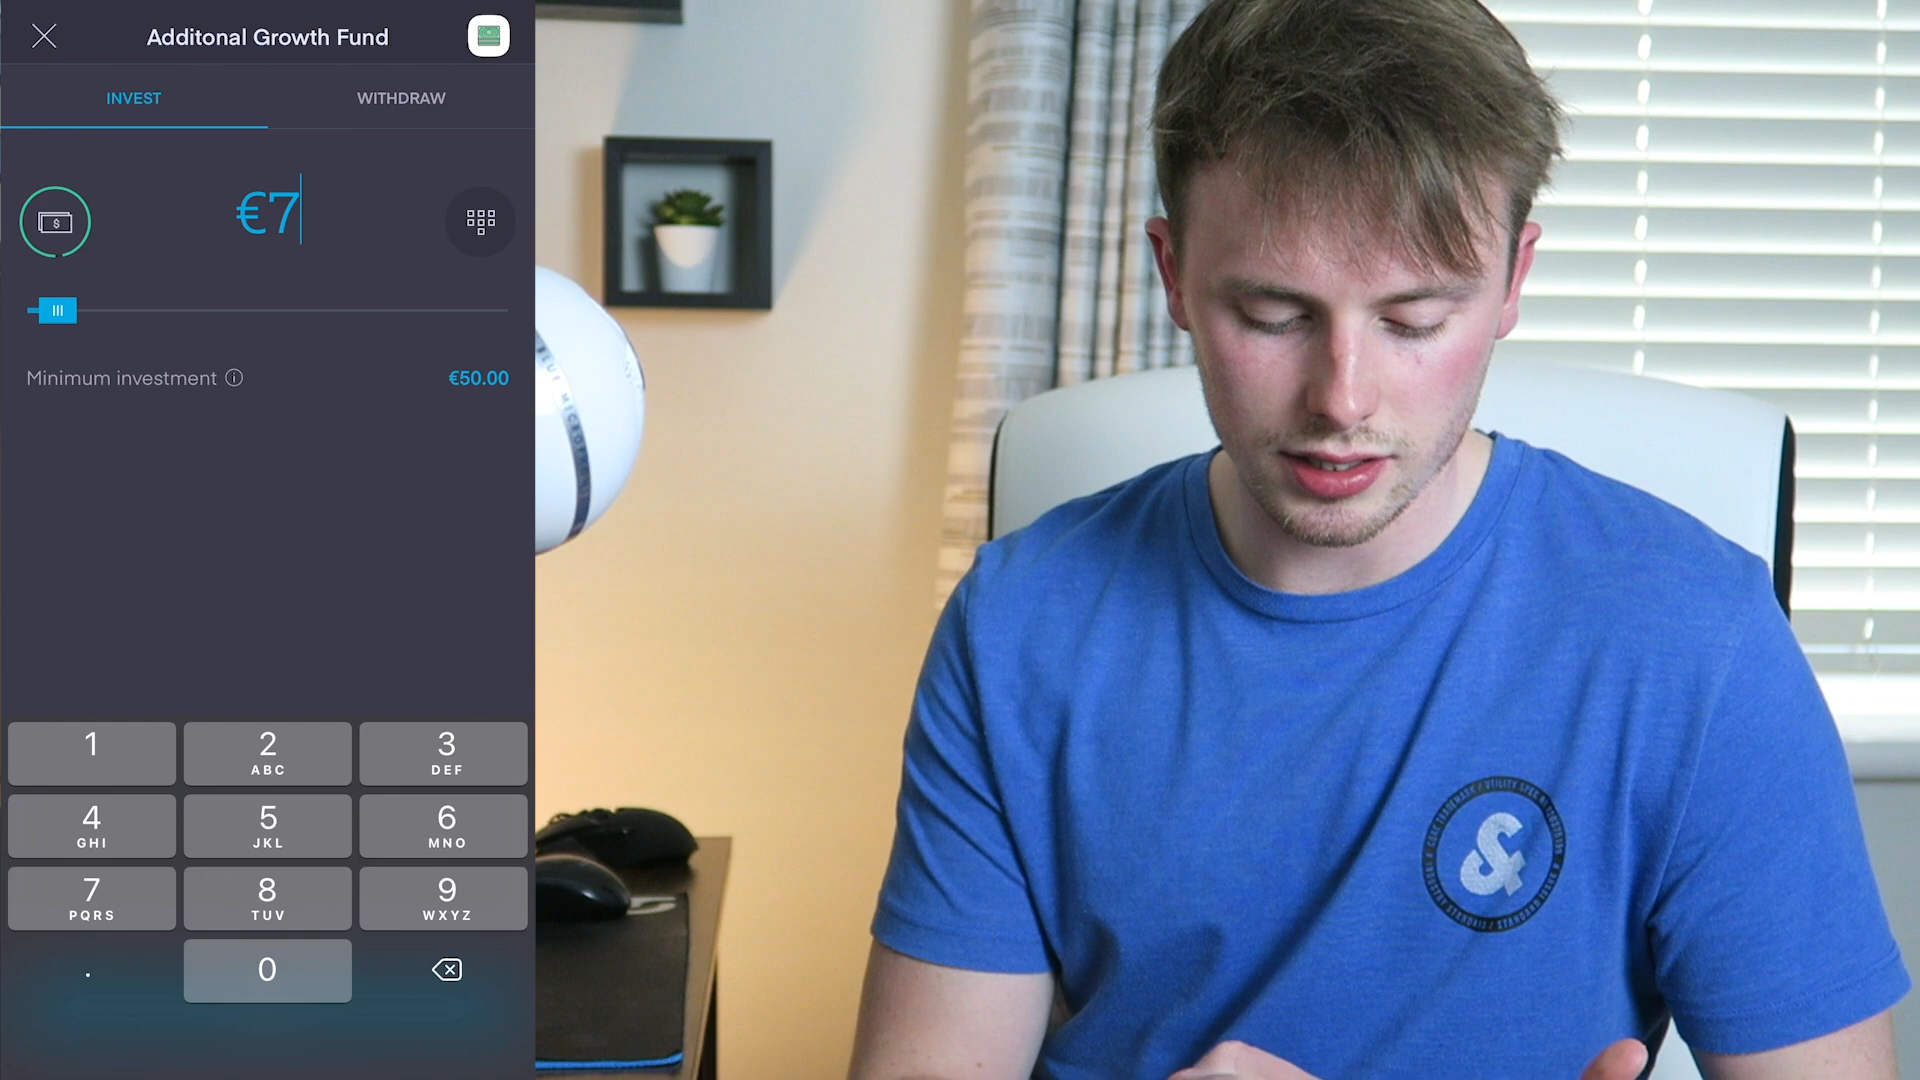 Additonal Growth Fund
INVEST
WITHDRAW
€7
Minimum investment
€50.00
1
2
ABC
3
DEF
4
GHI
5
JKL
6
MNO
7
PQRS
8
TUV
9
WXYZ
.
0
&